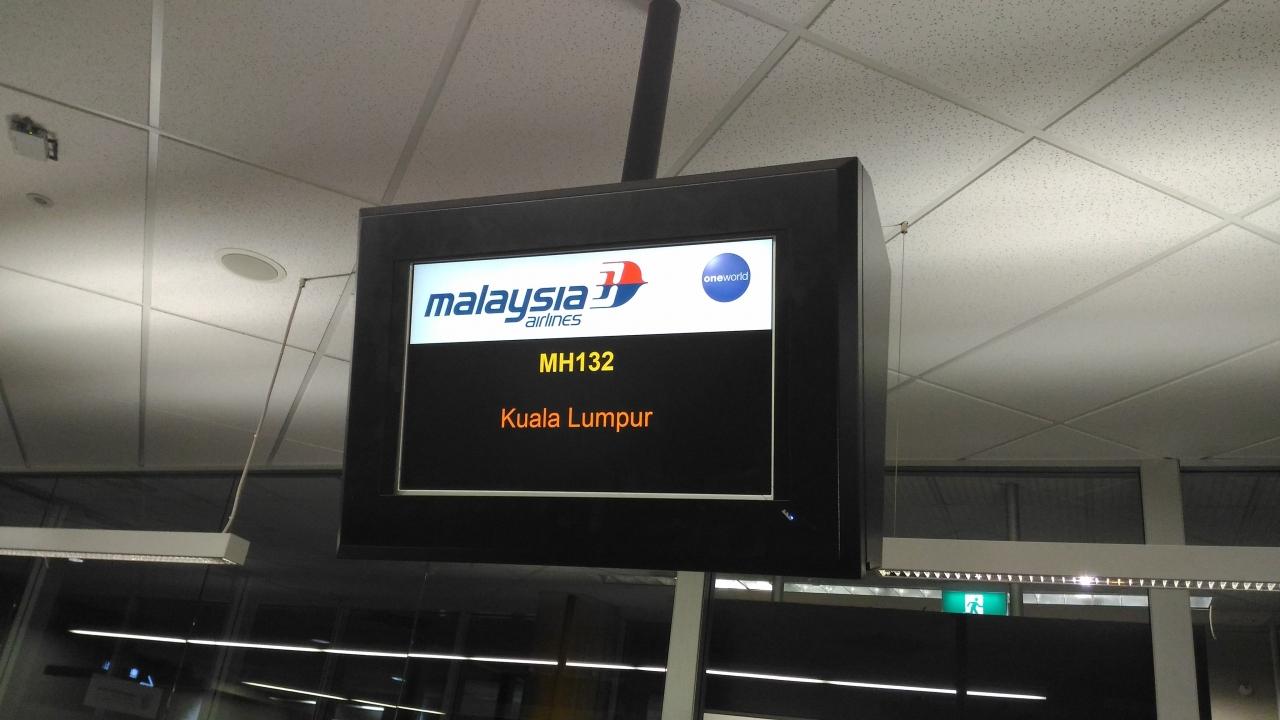 malaysia
airlines
oneworld
MH132
Kuala Lumpur